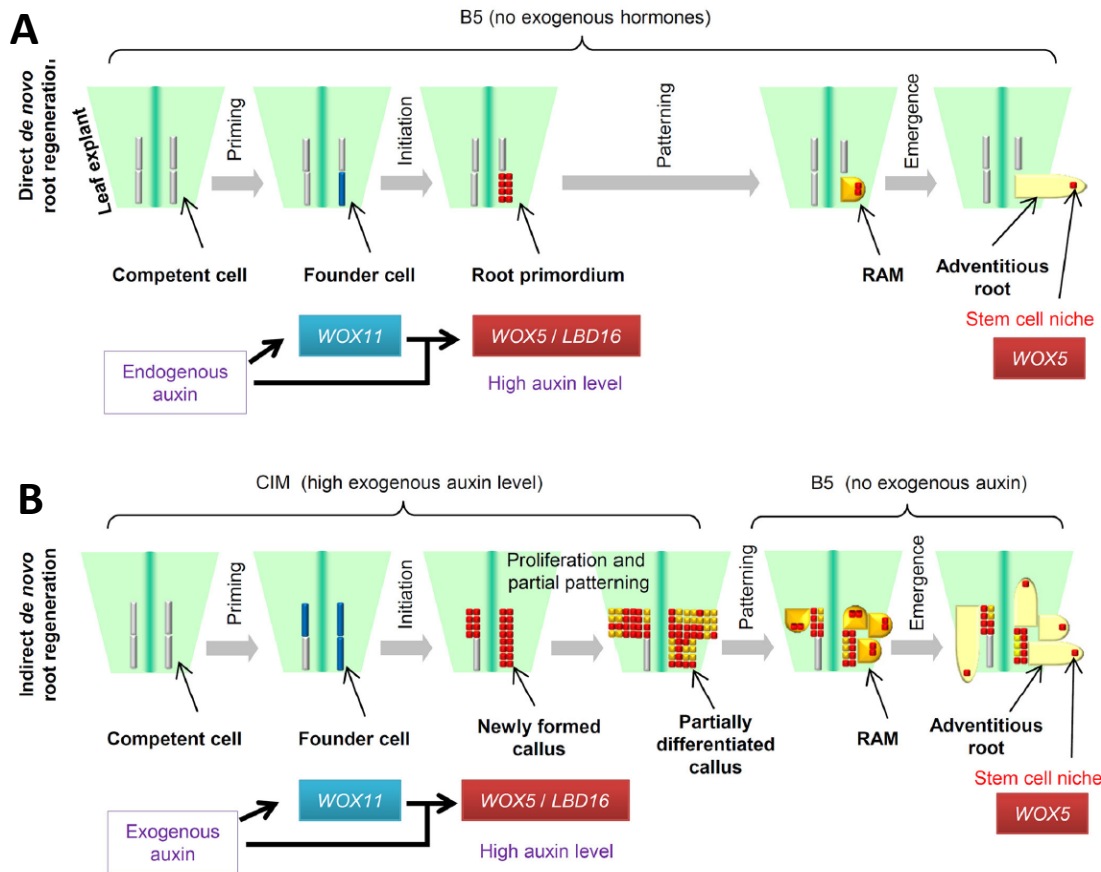 A
B5 (no exogenous hormones)
Direct de novo
root regeneration
Leaf explant
Priming
Initiation
Patterning
Emergence
Competent cell
Founder cell
Root primordium
RAM
Adventitious
root
Stem cell niche
WOX5
WOX11
WOX5 / LBD16
Endogenous
auxin
High auxin level
B
CIM (high exogenous auxin level)
B5 (no exogenous auxin)
Indirect de novo
root regeneration
Priming
Initiation
Proliferation and
partial patterning
Patterning
Emergence
Competent cell
Founder cell
Newly formed
callus
Partially
differentiated
callus
RAM
Adventitious
root
Stem cell niche
WOX5
WOX11
WOX5 / LBD16
Exogenous
auxin
High auxin level